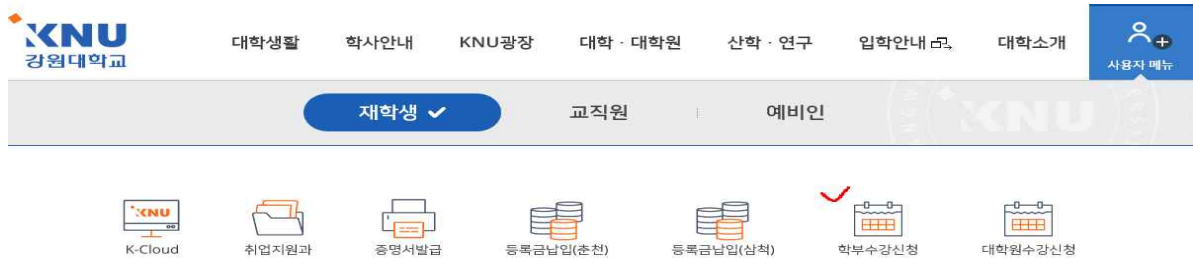 KNU
강원대학교
대학생활 학사안내 KNU광장 대학 · 대학원 산학 · 연구 입학안내 대학소개
사용자 메뉴
재학생 교직원 예비인
KNU
KNU
K-Cloud 취업지원과 증명서발급 등록금납입(춘천) 등록금납입(삼척) 학부수강신청 대학원수강신청